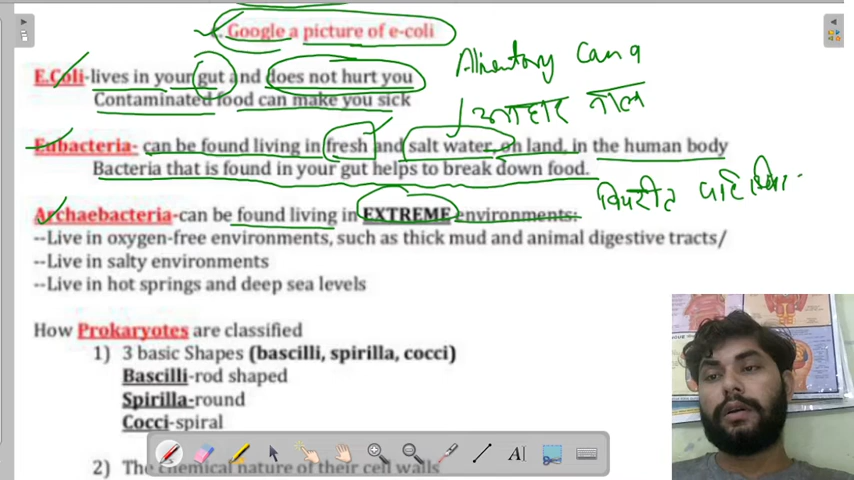 Google a picture of e-coli
E.Coli-lives in your gut and does not hurt you
Contaminated food can make you sick
Alimentory Can
आहार नाल
Eubacteria- can be found living in fresh and salt water, on land, in the human body
Bacteria that is found in your gut helps to break down food.
विपरीत
Archaebacteria-can be found living in EXTREME environments:
--Live in oxygen-free environments, such as thick mud and animal digestive tracts/
--Live in salty environments
--Live in hot springs and deep sea levels
How Prokaryotes are classified
1) 3 basic Shapes (bascilli, spirilla, cocci)
Bascilli-rod shaped
Spirilla-round
Cocci-spiral
2) The chemical nature of their cell walls